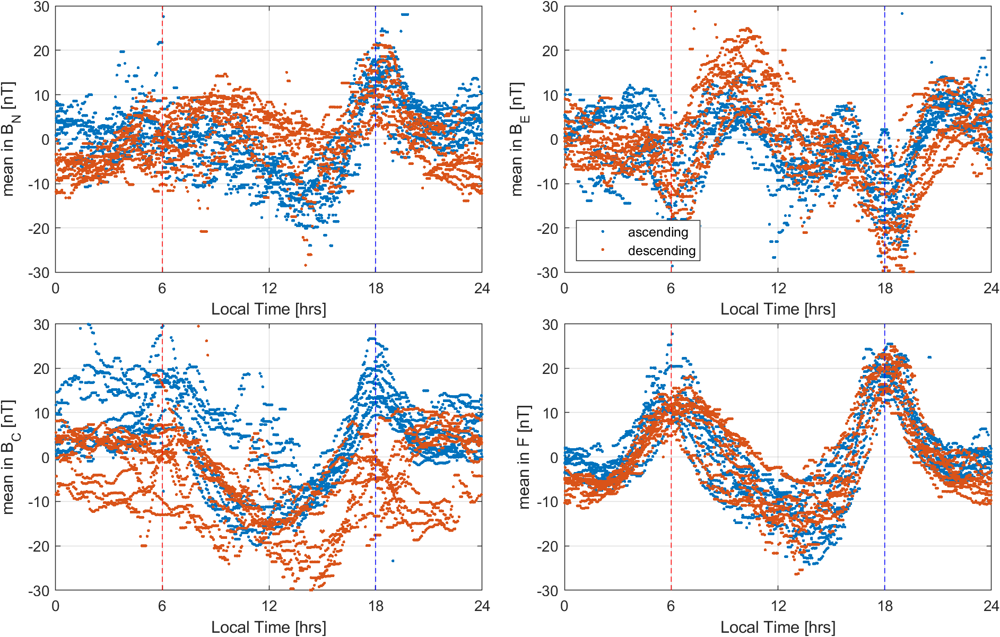 30
20
10
0
-10
-20
-30
mean in B_N [nT]
0 6 12 18 24
Local Time [hrs]
30
20
10
0
-10
-20
-30
mean in B_E [nT]
ascending
descending
0 6 12 18 24
Local Time [hrs]
30
20
10
0
-10
-20
-30
mean in B_C [nT]
0 6 12 18 24
Local Time [hrs]
30
20
10
0
-10
-20
-30
mean in F [nT]
0 6 12 18 24
Local Time [hrs]